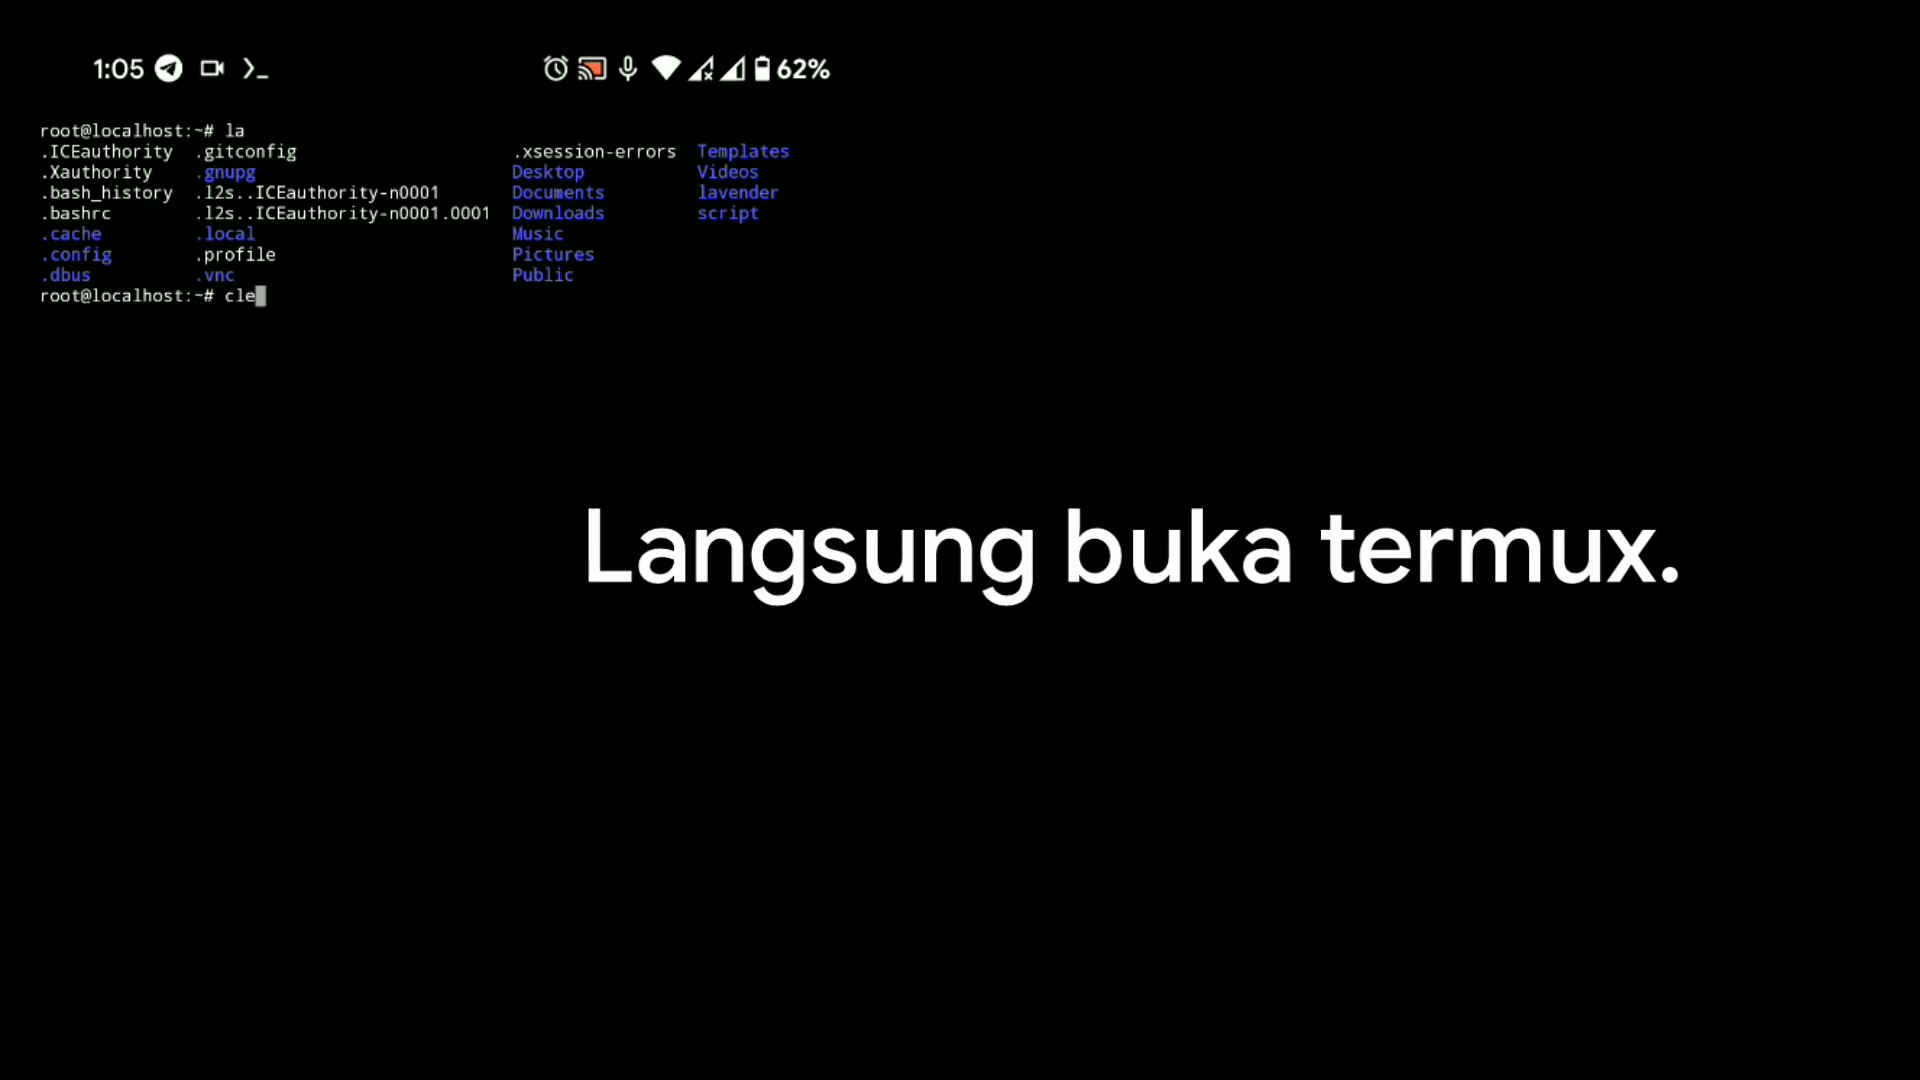 1:05 62%
root@localhost:~# la
.ICEauthority .gitconfig .xsession-errors Templates
.Xauthority .gnupg Desktop Videos
.bash_history .l2s..ICEauthority-n0001 Documents lavender
.bashrc .l2s..ICEauthority-n0001.0001 Downloads script
.cache .local Music
.config .profile Pictures
.dbus .vnc Public
root@localhost:~# cle
Langsung buka termux.